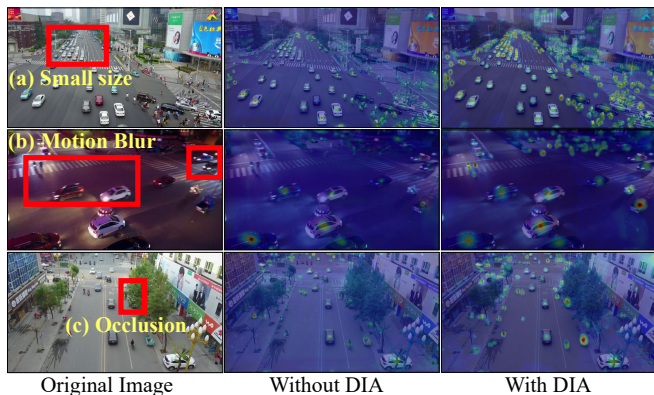 (a) Small size
(b) Motion Blur
(c) Occlusion
Original Image Without DIA With DIA